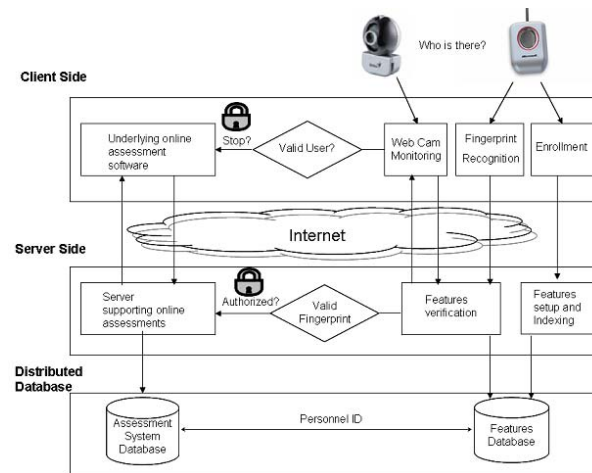 Who is there?
Client Side
Underlying online
assessment
software
Stop?
Valid User?
Web Cam
Monitoring
Fingerprint
Recognition
Enrollment
Internet
Server Side
Server
supporting online
assessments
Authorized?
Valid
Fingerprint
Features
verification
Features
setup and
Indexing
Distributed
Database
Assessment
System
Database
Personnel ID
Features
Database